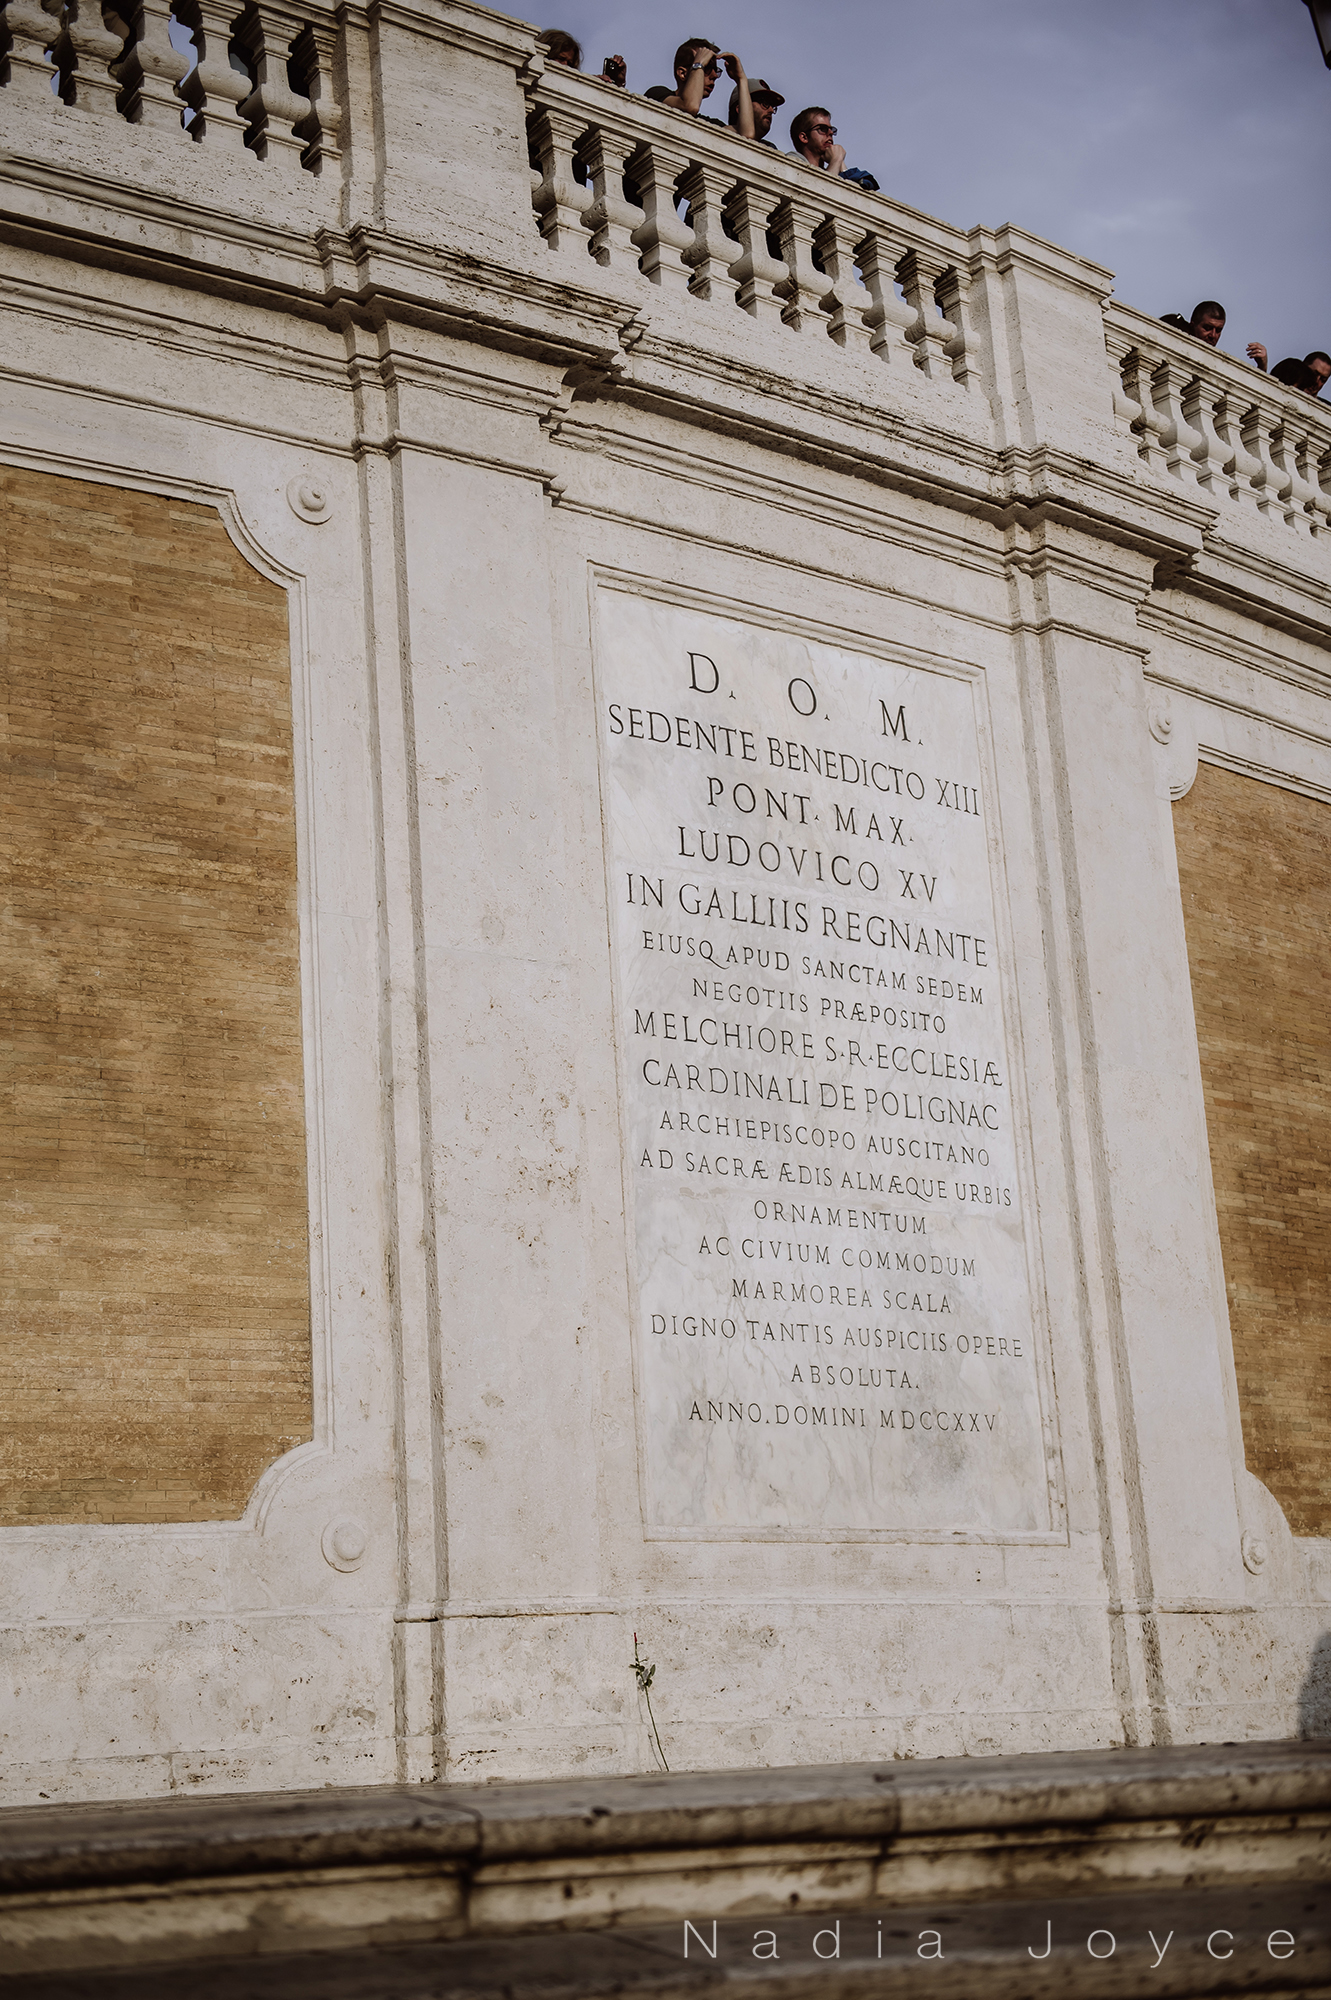 D. O. M.
SEDENTE BENEDICTO XIII
PONT. MAX.
LUDOVICO XV
IN GALLIIS REGNANTE
EIUSQ APUD SANCTAM SEDEM
NEGOTIIS PRÆPOSITO
MELCHIORE S·R·ECCLESIÆ
CARDINALI DE POLIGNAC
ARCHIEPISCOPO AUSCITANO
AD SACRÆ ÆDIS ALMÆQUE URBIS
ORNAMENTUM
AC CIVIUM COMMODUM
MARMOREA SCALA
DIGNO TANTIS AUSPICIIS OPERE
ABSOLUTA.
ANNO.DOMINI MDCCXXV
Nadia Joyce